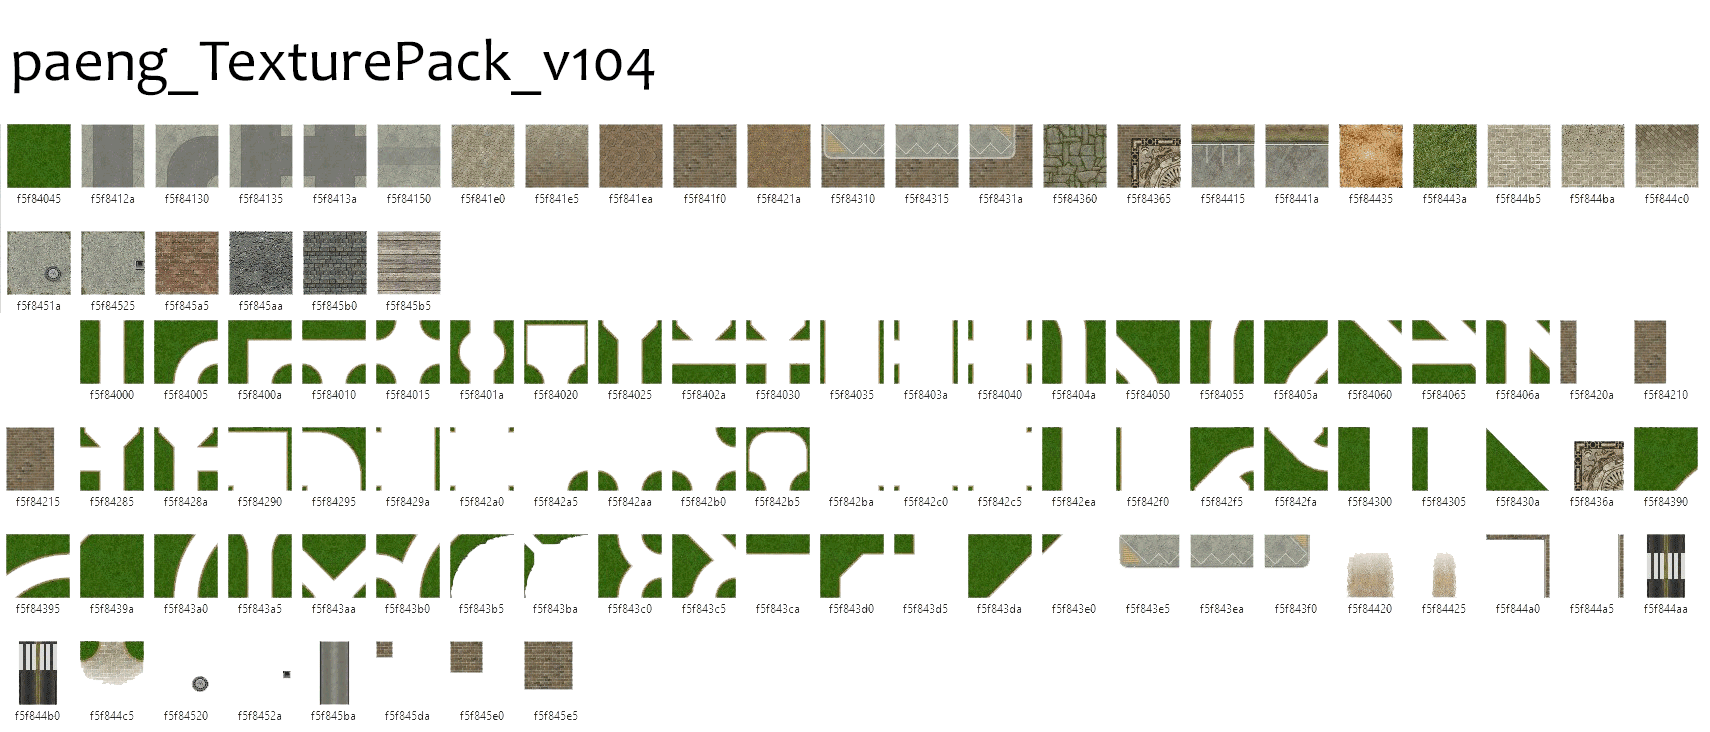 paeng_TexturePack_v104
f5f84045 f5f8412a f5f84130 f5f84135 f5f8413a f5f84150 f5f841e0 f5f841e5 f5f841ea f5f841f0 f5f8421a f5f84310 f5f84315 f5f8431a f5f84360 f5f84365 f5f84415 f5f8441a f5f84435 f5f8443a f5f844b5 f5f844ba f5f844c0
f5f8451a f5f84525 f5f845a5 f5f845aa f5f845b0 f5f845b5
f5f84000 f5f84005 f5f8400a f5f84010 f5f84015 f5f8401a f5f84020 f5f84025 f5f8402a f5f84030 f5f84035 f5f8403a f5f84040 f5f8404a f5f84050 f5f84055 f5f8405a f5f84060 f5f84065 f5f8406a f5f8420a f5f84210
f5f84215 f5f84285 f5f8428a f5f84290 f5f84295 f5f8429a f5f842a0 f5f842a5 f5f842aa f5f842b0 f5f842b5 f5f842ba f5f842c0 f5f842c5 f5f842ea f5f842f0 f5f842f5 f5f842fa f5f84300 f5f84305 f5f8430a f5f8436a f5f84390
f5f84395 f5f8439a f5f843a0 f5f843a5 f5f843aa f5f843b0 f5f843b5 f5f843ba f5f843c0 f5f843c5 f5f843ca f5f843d0 f5f843d5 f5f843da f5f843e0 f5f843e5 f5f843ea f5f843f0 f5f84420 f5f84425 f5f844a0 f5f844a5 f5f844aa
f5f844b0 f5f844c5 f5f84520 f5f8452a f5f845ba f5f845da f5f845e0 f5f845e5